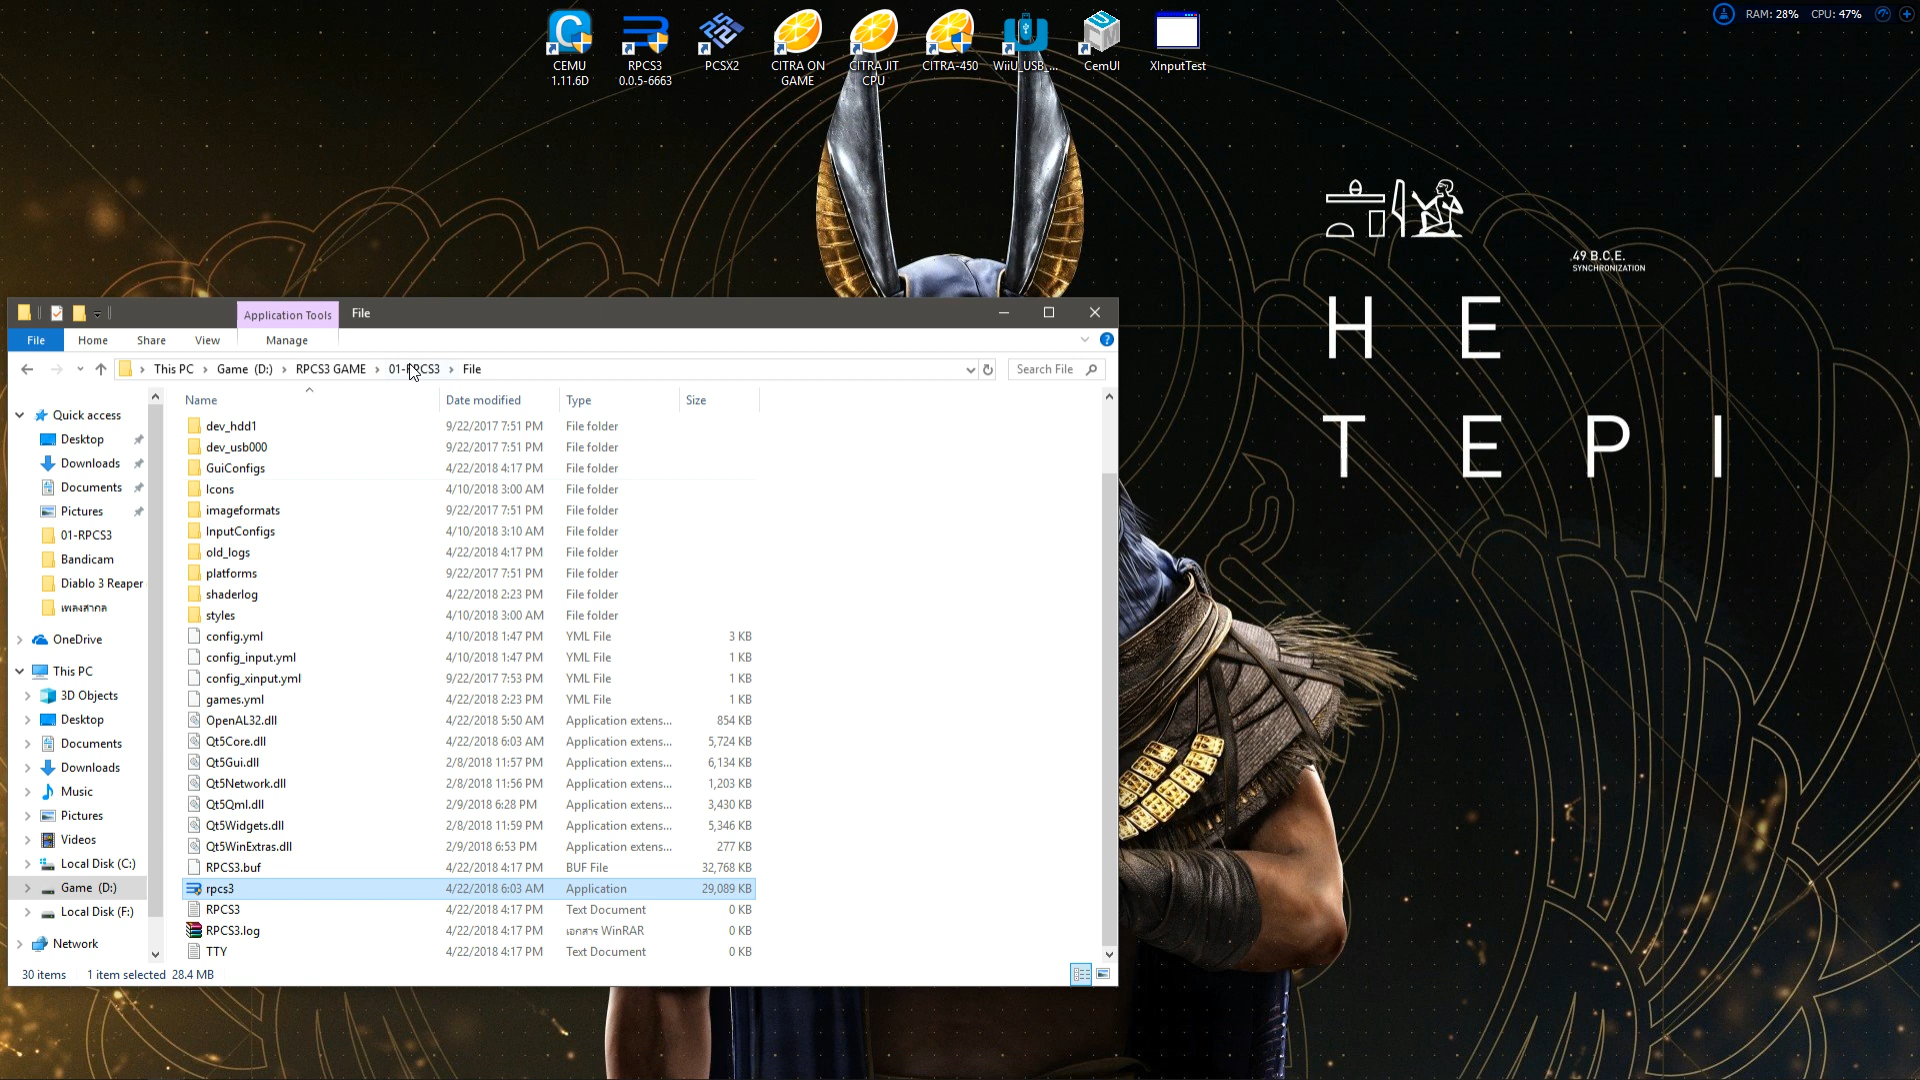 RAM: 28% CPU: 47%
CEMU 1.11.6D
RPCS3 0.0.5-6663
PCSX2
CITRA ON GAME
CITRA JIT CPU
CITRA-450
WiiU_USB_...
CemUI
XInputTest
.49 B.C.E.
SYNCHRONIZATION
H E
T E P I
Application Tools File
File Home Share View Manage
This PC Game (D:) RPCS3 GAME 01-RPCS3 File Search File
Name Date modified Type Size
Quick access
Desktop
Downloads
Documents
Pictures
01-RPCS3
Bandicam
Diablo 3 Reaper
เพลงสากล
OneDrive
This PC
3D Objects
Desktop
Documents
Downloads
Music
Pictures
Videos
Local Disk (C:)
Game (D:)
Local Disk (F:)
Network
dev_hdd1 9/22/2017 7:51 PM File folder
dev_usb000 9/22/2017 7:51 PM File folder
GuiConfigs 4/22/2018 4:17 PM File folder
Icons 4/10/2018 3:00 AM File folder
imageformats 9/22/2017 7:51 PM File folder
InputConfigs 4/10/2018 3:10 AM File folder
old_logs 4/22/2018 4:17 PM File folder
platforms 9/22/2017 7:51 PM File folder
shaderlog 4/22/2018 2:23 PM File folder
styles 4/10/2018 3:00 AM File folder
config.yml 4/10/2018 1:47 PM YML File 3 KB
config_input.yml 4/10/2018 1:47 PM YML File 1 KB
config_xinput.yml 9/22/2017 7:53 PM YML File 1 KB
games.yml 4/22/2018 2:23 PM YML File 1 KB
OpenAL32.dll 4/22/2018 5:50 AM Application extens... 854 KB
Qt5Core.dll 4/22/2018 6:03 AM Application extens... 5,724 KB
Qt5Gui.dll 2/8/2018 11:57 PM Application extens... 6,134 KB
Qt5Network.dll 2/8/2018 11:56 PM Application extens... 1,203 KB
Qt5Qml.dll 2/9/2018 6:28 PM Application extens... 3,430 KB
Qt5Widgets.dll 2/8/2018 11:59 PM Application extens... 5,346 KB
Qt5WinExtras.dll 2/9/2018 6:53 PM Application extens... 277 KB
RPCS3.buf 4/22/2018 4:17 PM BUF File 32,768 KB
rpcs3 4/22/2018 6:03 AM Application 29,089 KB
RPCS3 4/22/2018 4:17 PM Text Document 0 KB
RPCS3.log 4/22/2018 4:17 PM เอกสาร WinRAR 0 KB
TTY 4/22/2018 4:17 PM Text Document 0 KB
30 items 1 item selected 28.4 MB